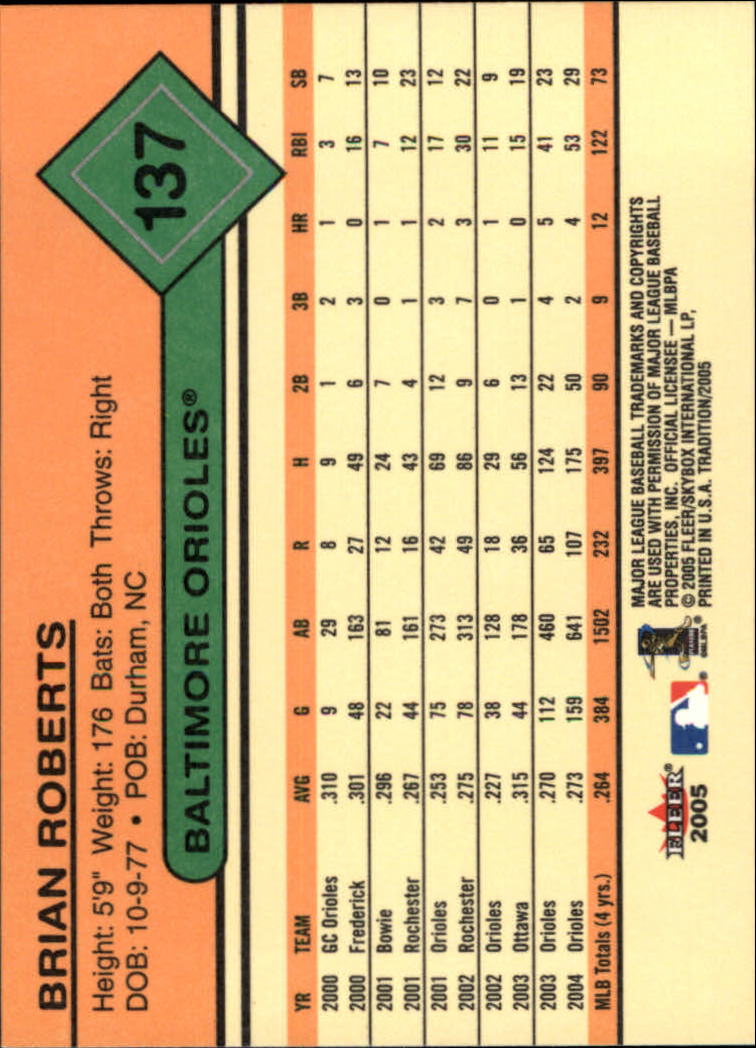 BRIAN ROBERTS
Height: 5'9" Weight: 176 Bats: Both Throws: Right
DOB: 10-9-77 • POB: Durham, NC
137
BALTIMORE ORIOLES®
YR TEAM AVG G AB R H 2B 3B HR RBI SB
2000 GC Orioles .310 9 29 8 9 1 2 1 3 7
2000 Frederick .301 48 163 27 49 6 3 0 16 13
2001 Bowie .296 22 81 12 24 7 0 1 7 10
2001 Rochester .267 44 161 16 43 4 1 1 12 23
2001 Orioles .253 75 273 42 69 12 3 2 17 12
2002 Rochester .275 78 313 49 86 9 7 3 30 22
2002 Orioles .227 38 128 18 29 6 0 1 11 9
2003 Ottawa .315 44 178 36 56 13 1 0 15 19
2003 Orioles .270 112 460 65 124 22 4 5 41 23
2004 Orioles .273 159 641 107 175 50 2 4 53 29
MLB Totals (4 yrs.) .264 384 1502 232 397 90 9 12 122 73
FLEER®
2005
MAJOR LEAGUE BASEBALL TRADEMARKS AND COPYRIGHTS
ARE USED WITH PERMISSION OF MAJOR LEAGUE BASEBALL
PROPERTIES, INC. OFFICIAL LICENSEE — MLBPA
© 2005 FLEER/SKYBOX INTERNATIONAL LP,
PRINTED IN U.S.A. TRADITION/2005